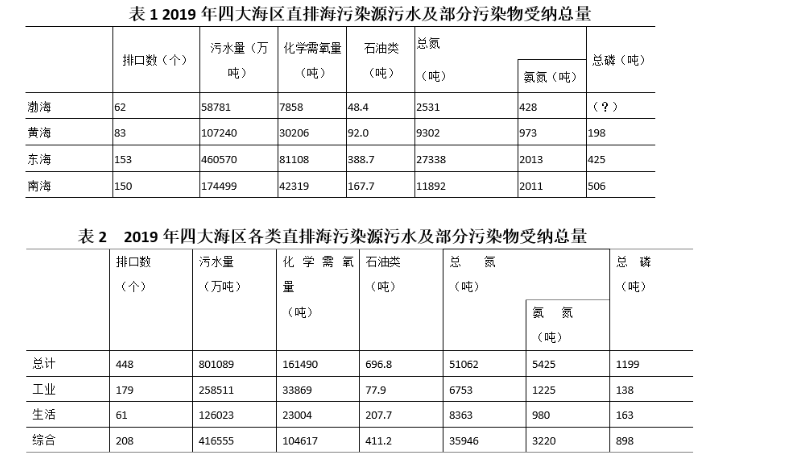 表 1 2019 年四大海区直排海污染源污水及部分污染物受纳总量
排口数（个） 污水量（万吨） 化学需氧量（吨） 石油类（吨） 总氮（吨） 氨氮（吨） 总磷（吨）
渤海 62 58781 7858 48.4 2531 428 （？）
黄海 83 107240 30206 92.0 9302 973 198
东海 153 460570 81108 388.7 27338 2013 425
南海 150 174499 42319 167.7 11892 2011 506
表 2 2019 年四大海区各类直排海污染源污水及部分污染物受纳总量
排口数（个） 污水量（万吨） 化学需氧量（吨） 石油类（吨） 总氮（吨） 氨氮（吨） 总磷（吨）
总计 448 801089 161490 696.8 51062 5425 1199
工业 179 258511 33869 77.9 6753 1225 138
生活 61 126023 23004 207.7 8363 980 163
综合 208 416555 104617 411.2 35946 3220 898